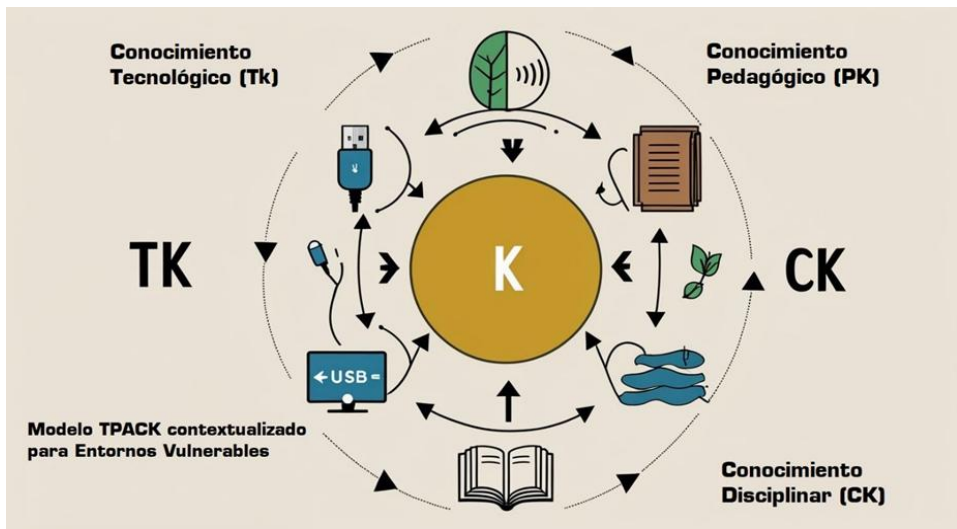 Conocimiento
Tecnológico (Tk)
Conocimiento
Pedagógico (PK)
TK
K
CK
USB
Modelo TPACK contextualizado
para Entornos Vulnerables
Conocimiento
Disciplinar (CK)